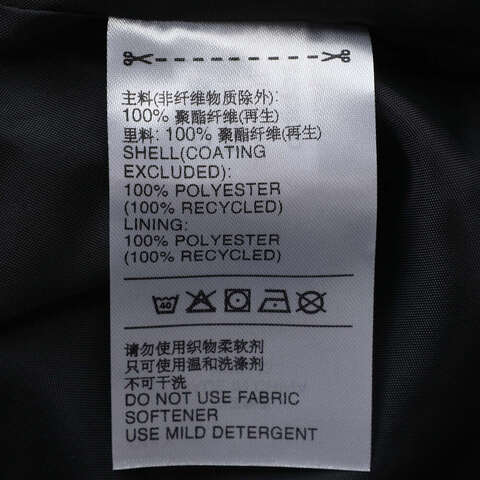 主料(非纤维物质除外):
100% 聚酯纤维(再生)
里料: 100% 聚酯纤维(再生)
SHELL(COATING
EXCLUDED):
100% POLYESTER
(100% RECYCLED)
LINING:
100% POLYESTER
(100% RECYCLED)
40
请勿使用织物柔软剂
只可使用温和洗涤剂
不可干洗
DO NOT USE FABRIC
SOFTENER
USE MILD DETERGENT